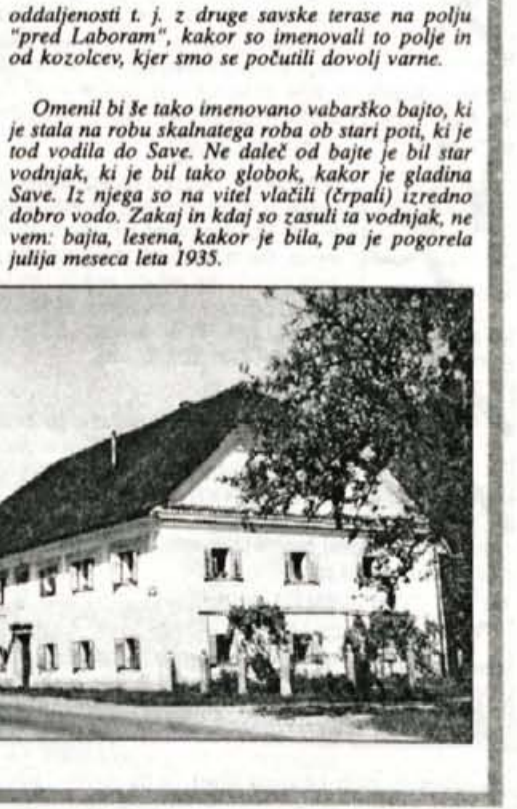 oddaljenosti t. j. z druge savske terase na polju
"pred Laboram", kakor so imenovali to polje in
od kozolcev, kjer smo se počutili dovolj varne.
Omenil bi še tako imenovano vabarško bajto, ki
je stala na robu skalnatega roba ob stari poti, ki je
tod vodila do Save. Ne daleč od bajte je bil star
vodnjak, ki je bil tako globok, kakor je gladina
Save. Iz njega so na vitel vlačili (črpali) izredno
dobro vodo. Zakaj in kdaj so zasuli ta vodnjak, ne
vem: bajta, lesena, kakor je bila, pa je pogorela
julija meseca leta 1935.